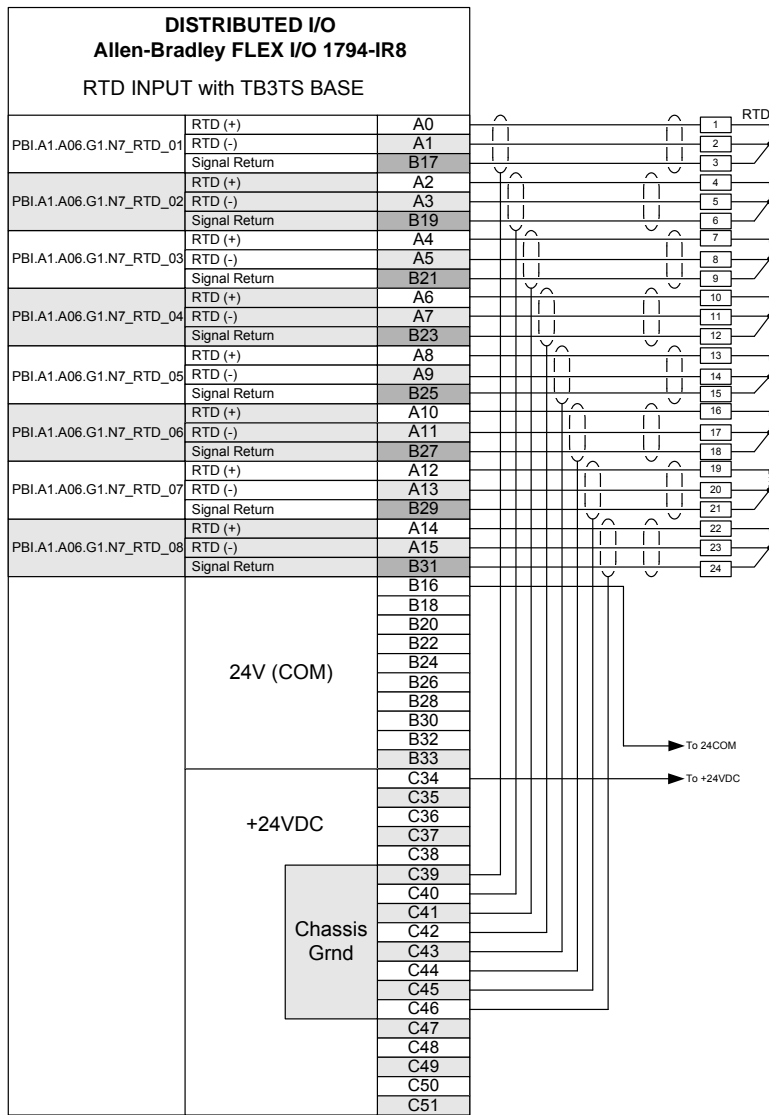 DISTRIBUTED I/O
Allen-Bradley FLEX I/O 1794-IR8
RTD INPUT with TB3TS BASE
RTD
PBI.A1.A06.G1.N7_RTD_01
RTD (+) A0 1
RTD (-) A1 2
Signal Return B17 3
PBI.A1.A06.G1.N7_RTD_02
RTD (+) A2 4
RTD (-) A3 5
Signal Return B19 6
PBI.A1.A06.G1.N7_RTD_03
RTD (+) A4 7
RTD (-) A5 8
Signal Return B21 9
PBI.A1.A06.G1.N7_RTD_04
RTD (+) A6 10
RTD (-) A7 11
Signal Return B23 12
PBI.A1.A06.G1.N7_RTD_05
RTD (+) A8 13
RTD (-) A9 14
Signal Return B25 15
PBI.A1.A06.G1.N7_RTD_06
RTD (+) A10 16
RTD (-) A11 17
Signal Return B27 18
PBI.A1.A06.G1.N7_RTD_07
RTD (+) A12 19
RTD (-) A13 20
Signal Return B29 21
PBI.A1.A06.G1.N7_RTD_08
RTD (+) A14 22
RTD (-) A15 23
Signal Return B31 24
24V (COM)
B16
B18
B20
B22
B24
B26
B28
B30
B32
B33
To 24COM
+24VDC
C34
To +24VDC
C35
C36
C37
C38
Chassis
Grnd
C39
C40
C41
C42
C43
C44
C45
C46
C47
C48
C49
C50
C51